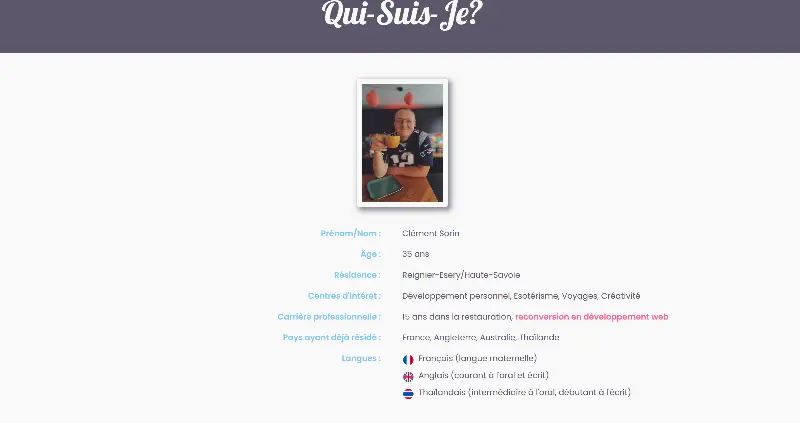 Qui-Suis-Je?
Prénom/Nom : Clément Sorin
Âge : 35 ans
Résidence : Reignier-Esery/Haute-Savoie
Centres d'intérêt : Développement personnel, Esotérisme, Voyages, Créativité
Carrière professionnelle : 15 ans dans la restauration, reconversion en développement web
Pays ayant déjà résidé : France, Angleterre, Australie, Thaïlande
Langues : Français (langue maternelle)
Anglais (courant à l'oral et écrit)
Thaïlandais (intermédiaire à l'oral, débutant à l'écrit)